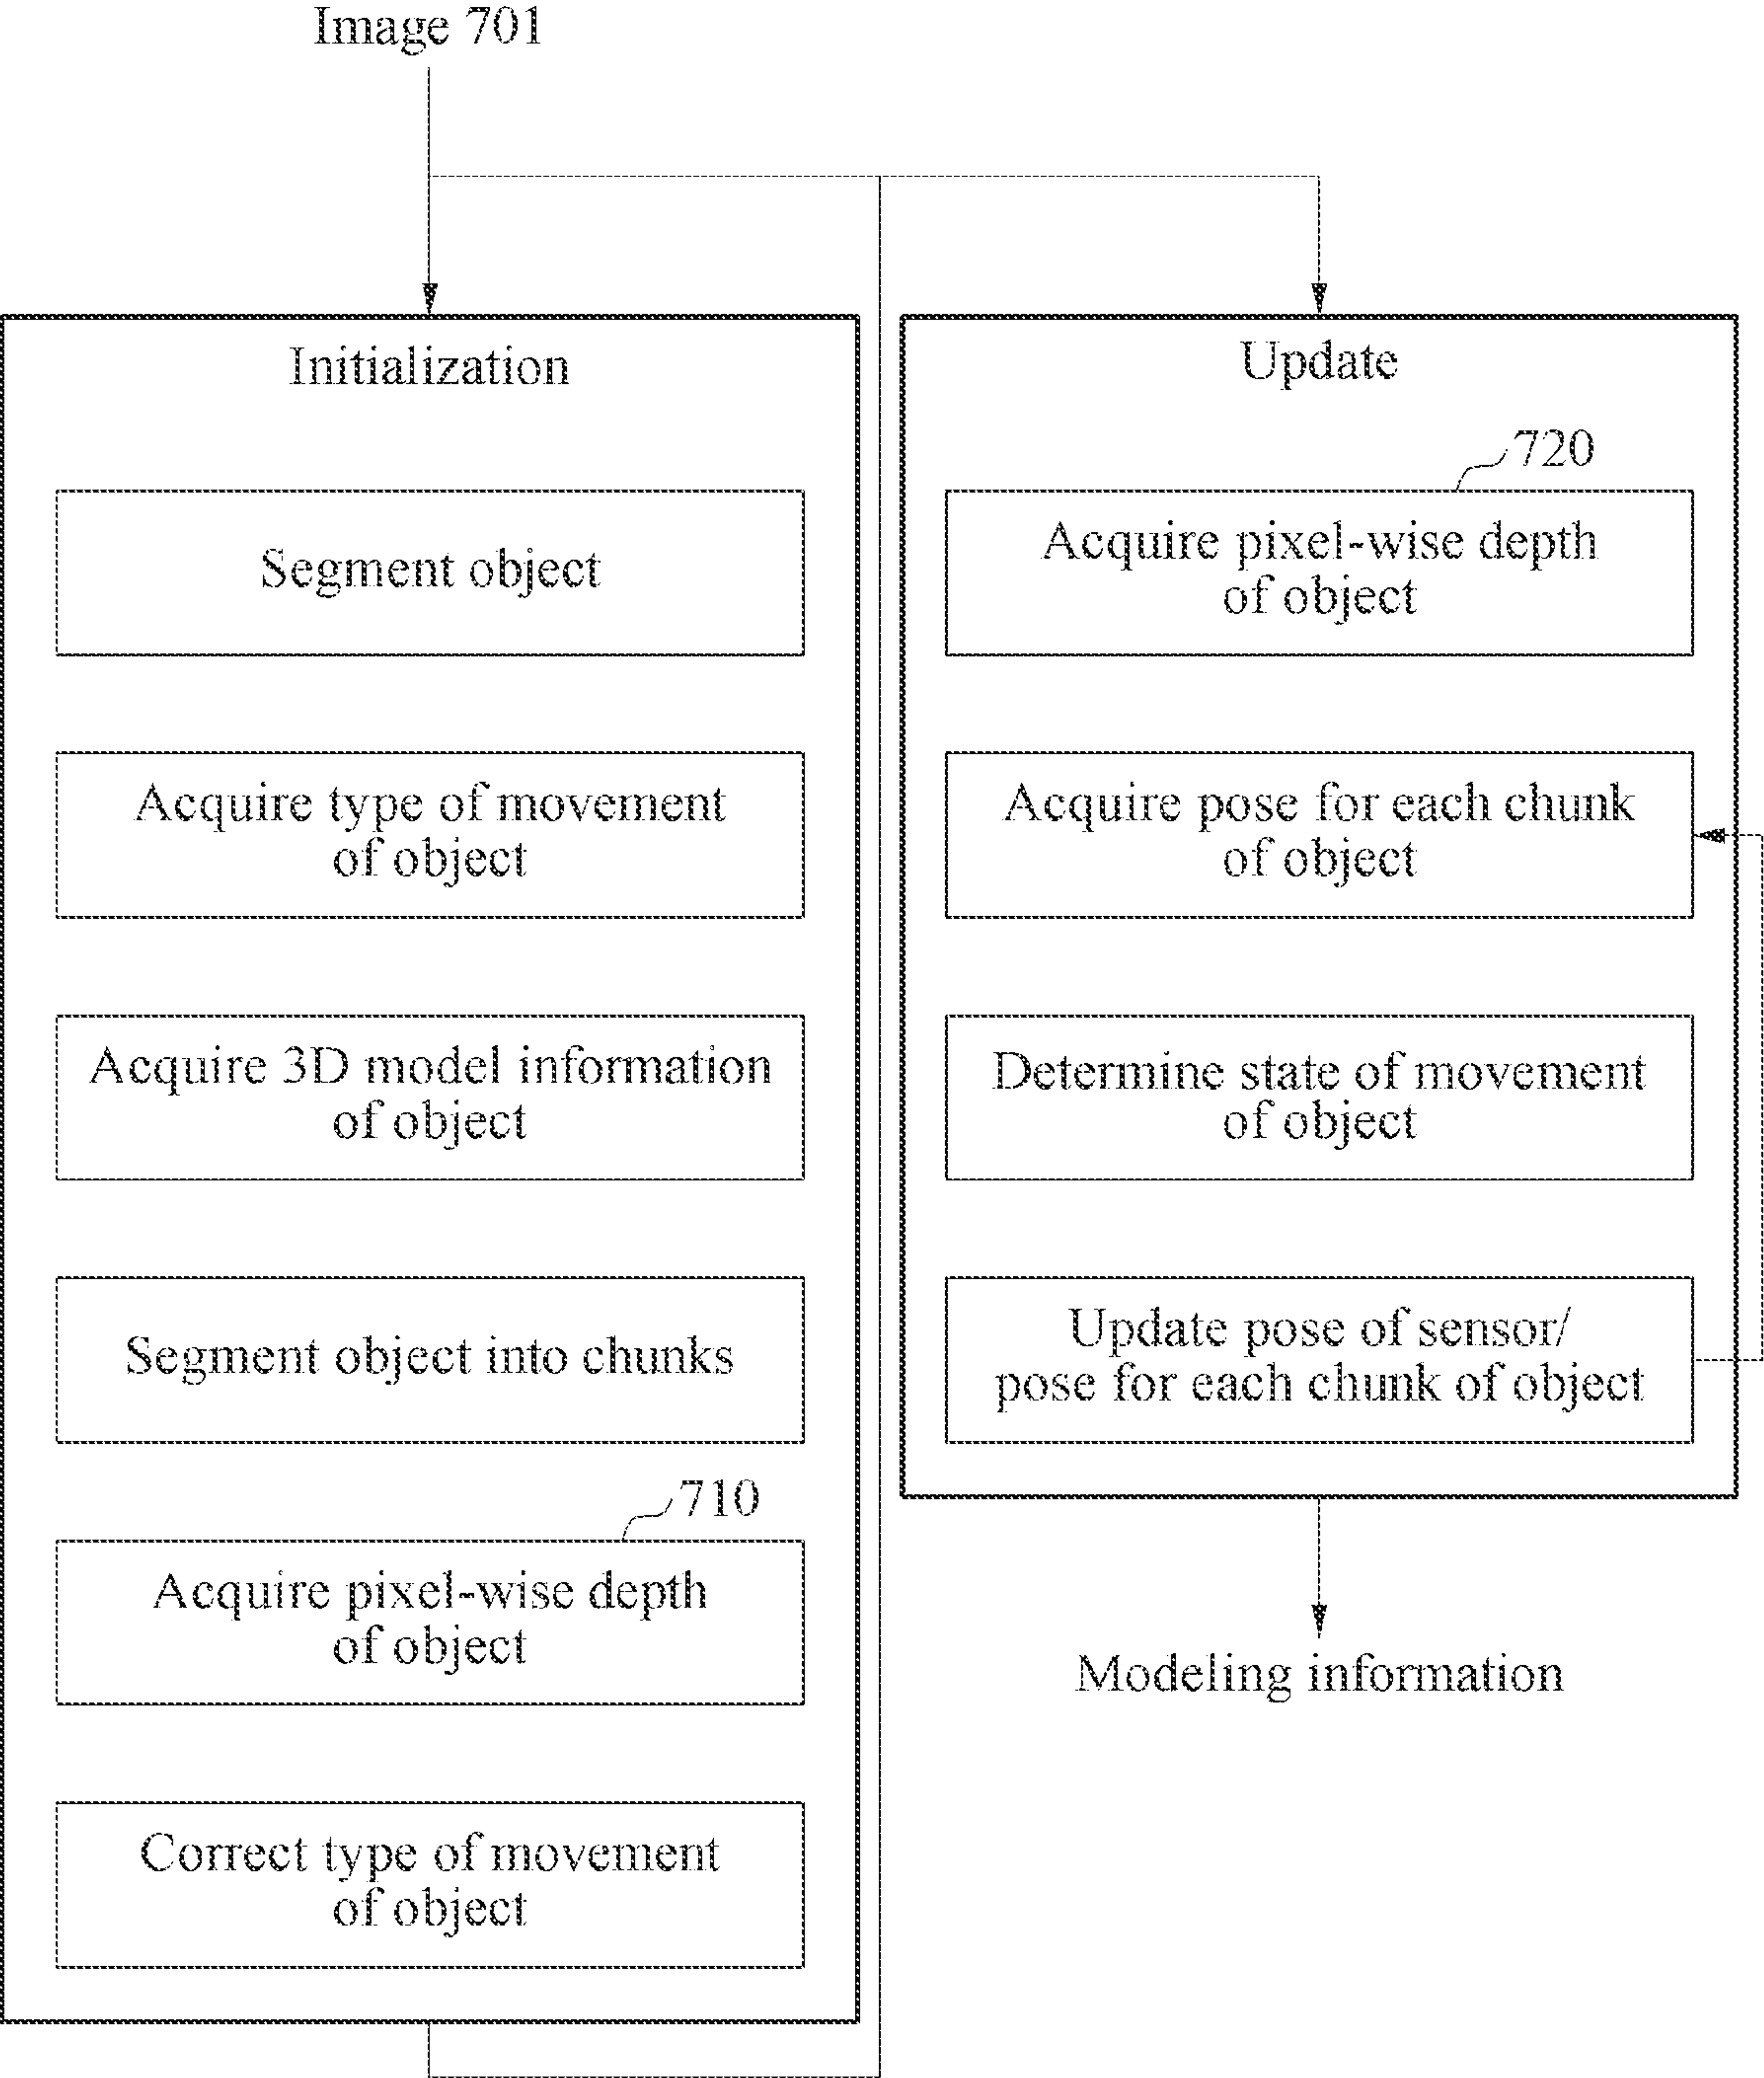 Image 701
Initialization
Segment object
Acquire type of movement
of object
Acquire 3D model information
of object
Segment object into chunks
710
Acquire pixel-wise depth
of object
Correct type of movement
of object
Update
720
Acquire pixel-wise depth
of object
Acquire pose for each chunk
of object
Determine state of movement
of object
Update pose of sensor/
pose for each chunk of object
Modeling information